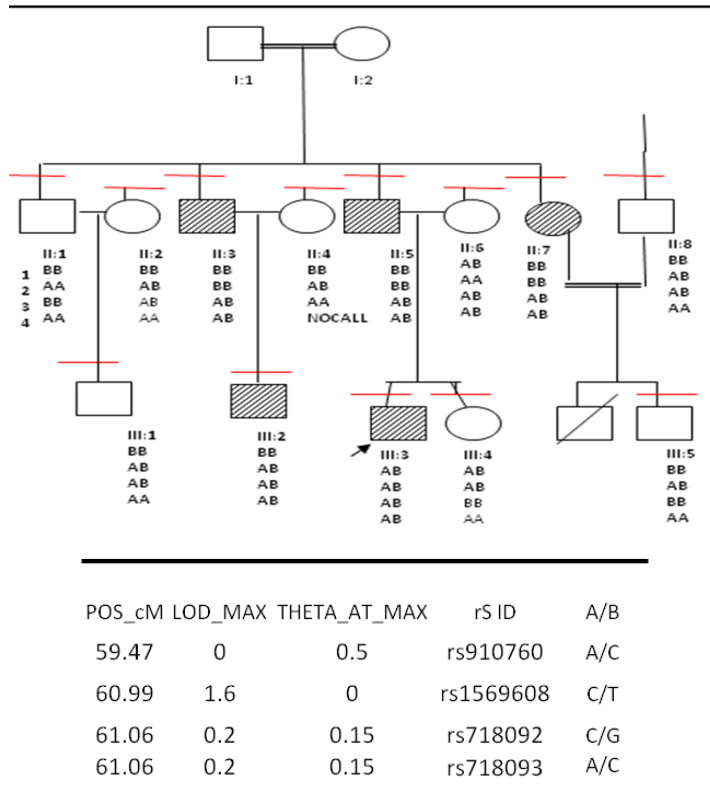 I:1 I:2
II:1 II:2 II:3 II:4 II:5 II:6 II:7 II:8
1 BB BB BB BB BB AB BB BB
2 AA AB BB AB BB AA BB AB
3 BB AB AB AA AB AB AB AB
4 AA AA AB NOCALL AB AB AB AA
III:1 III:2 III:3 III:4 III:5
BB BB AB AB BB
AB AB AB AB AB
AB AB AB BB BB
AA AB AB AA AA
POS_cM LOD_MAX THETA_AT_MAX rS ID A/B
59.47 0 0.5 rs910760 A/C
60.99 1.6 0 rs1569608 C/T
61.06 0.2 0.15 rs718092 C/G
61.06 0.2 0.15 rs718093 A/C